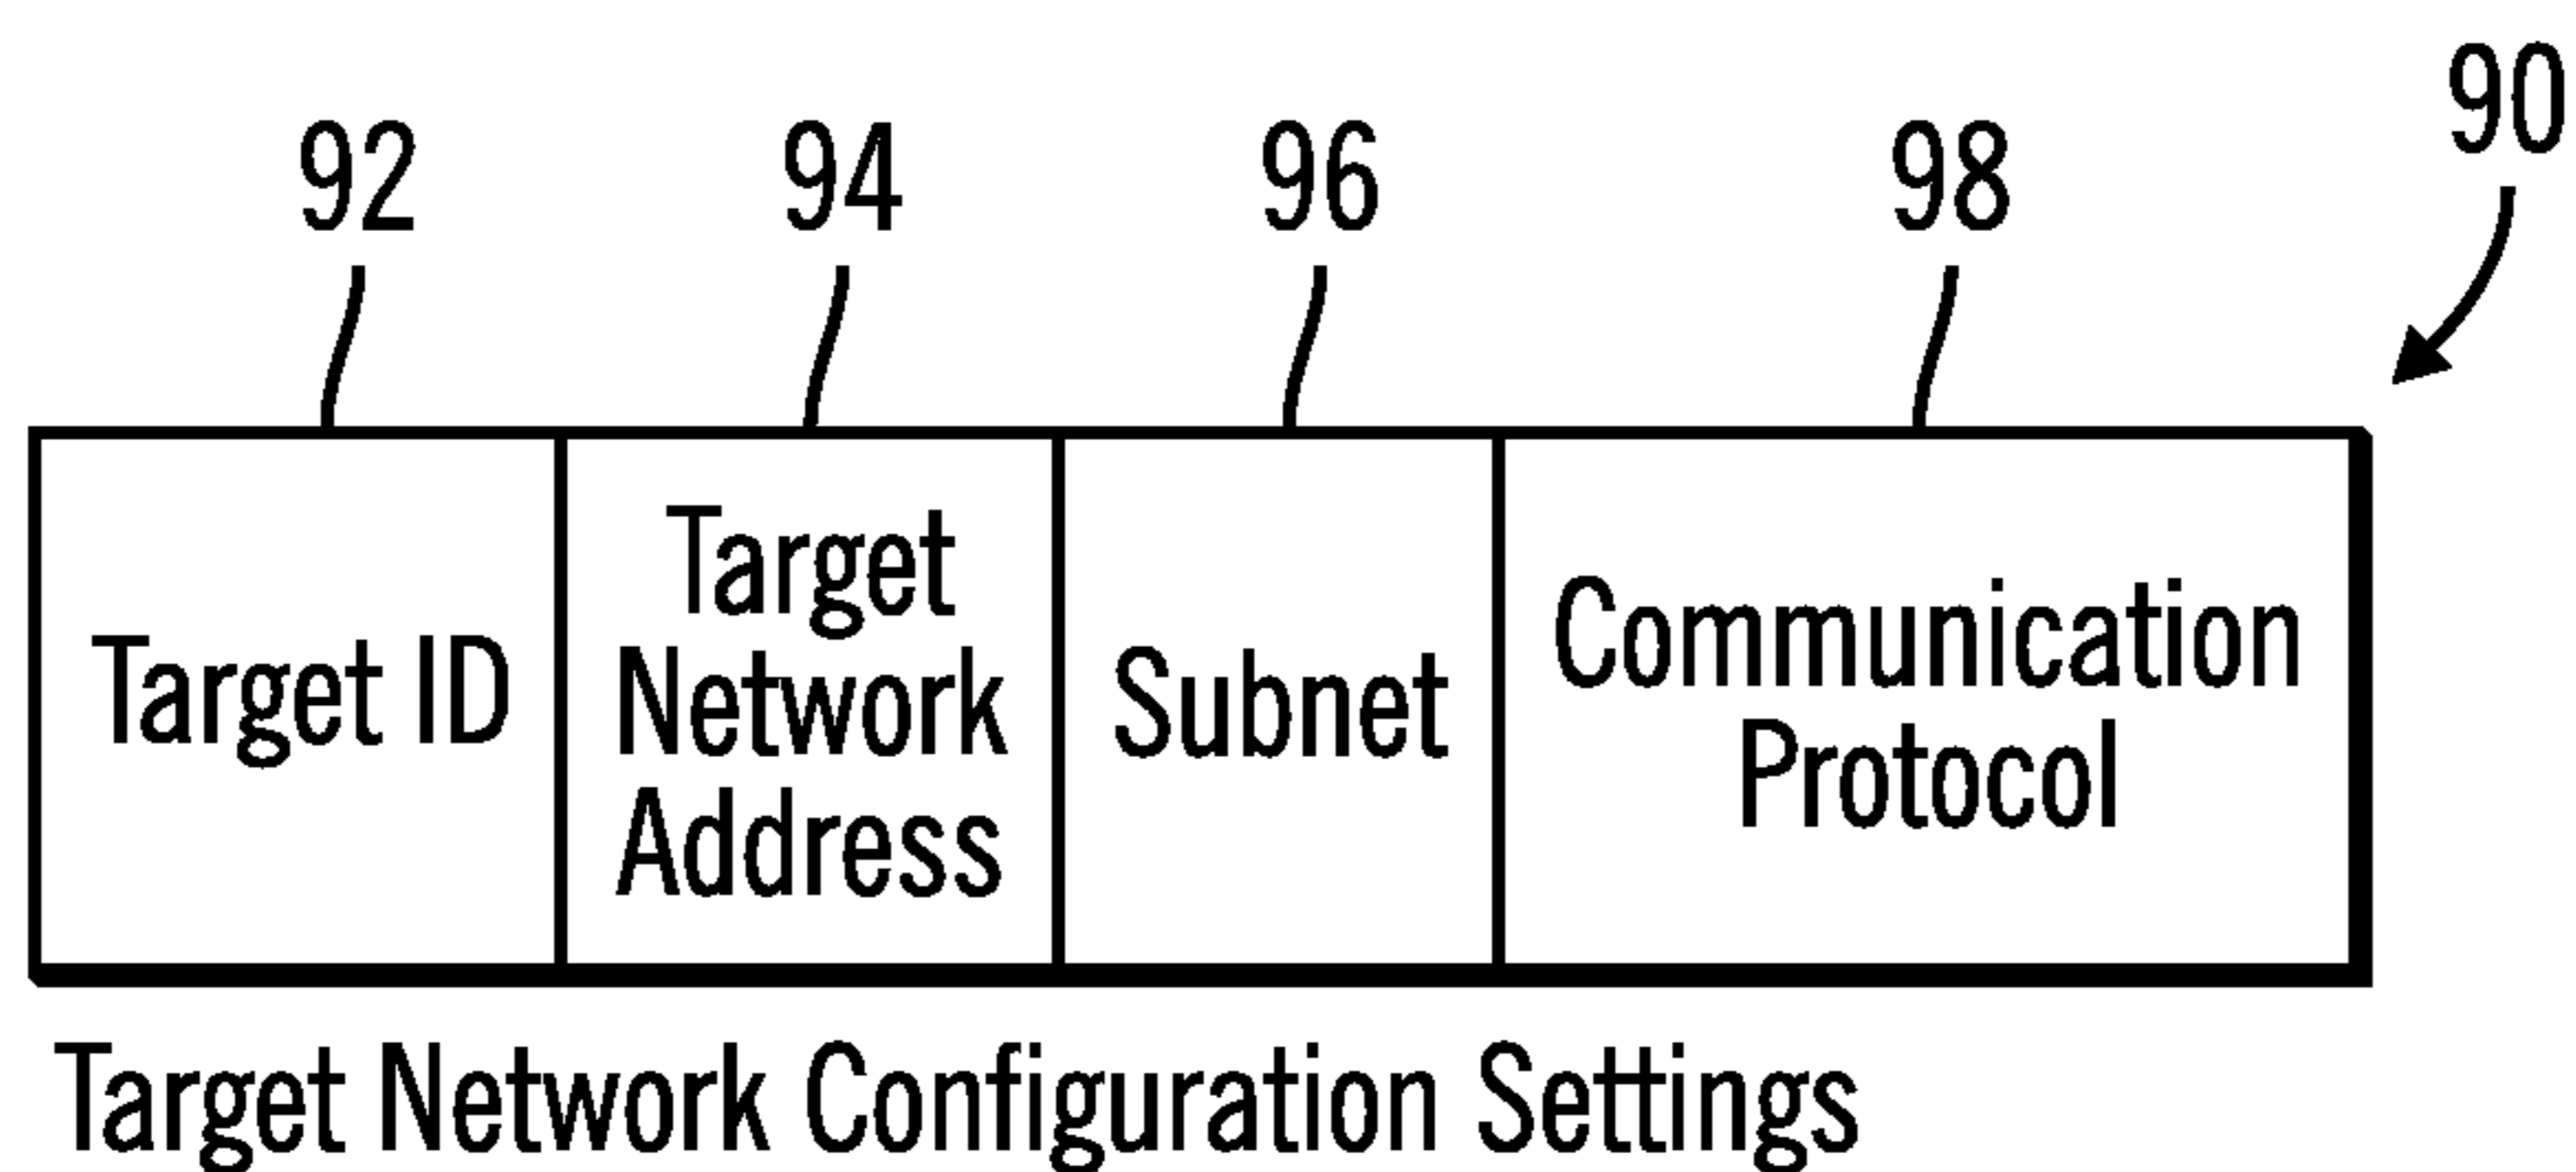 90
92
94
96
98
Target ID
Target
Network
Address
Subnet
Communication
Protocol
Target Network Configuration Settings